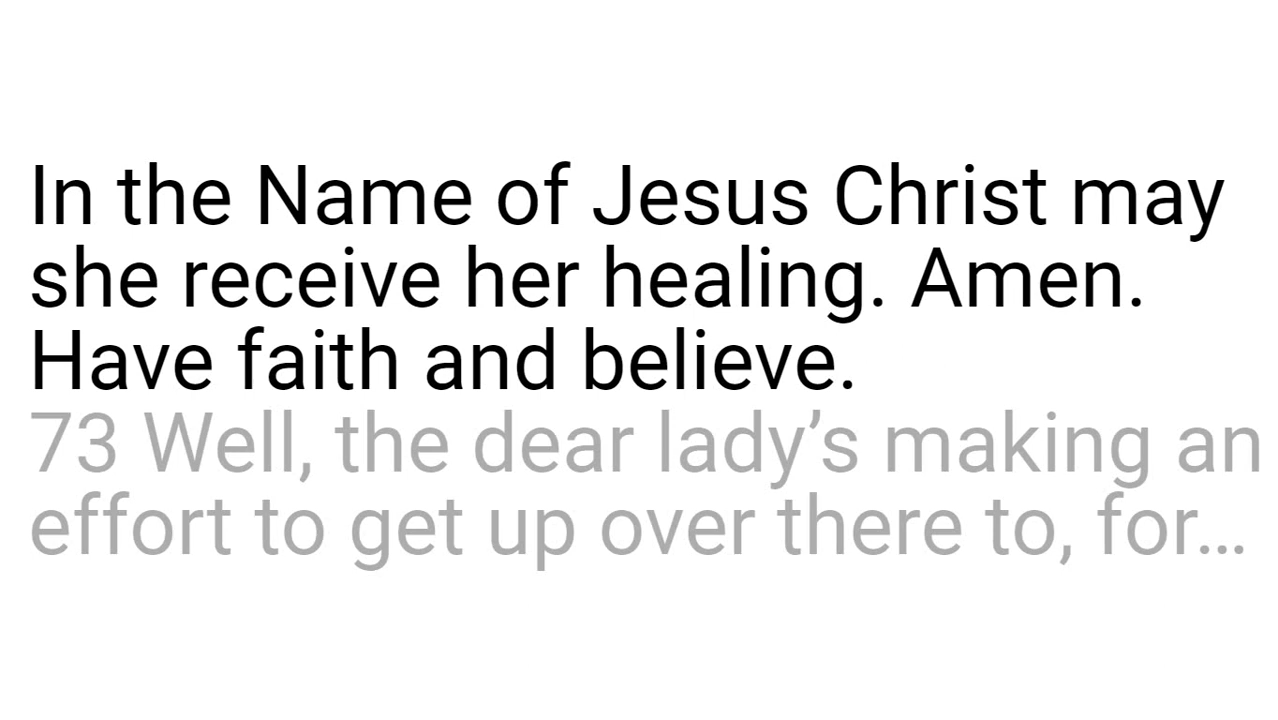 In the Name of Jesus Christ may
she receive her healing. Amen.
Have faith and believe.
73 Well, the dear lady’s making an
effort to get up over there to, for…